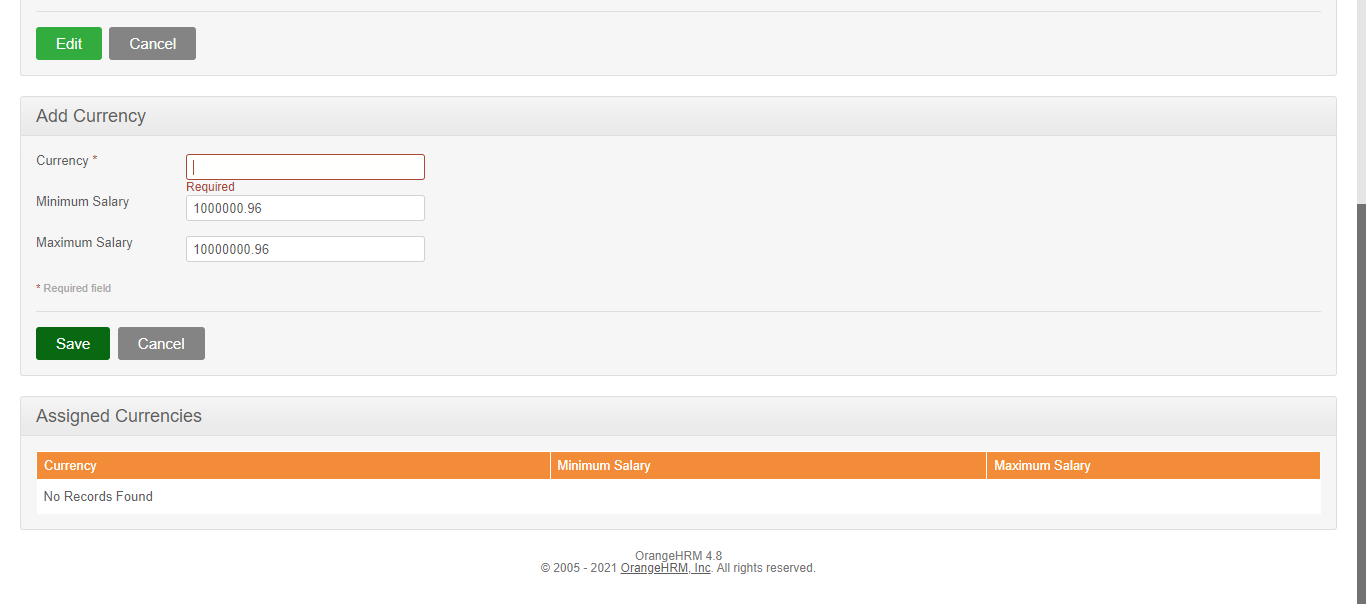 Edit Cancel
Add Currency
Currency *
Required
Minimum Salary 1000000.96
Maximum Salary 10000000.96
* Required field
Save Cancel
Assigned Currencies
Currency Minimum Salary Maximum Salary
No Records Found
OrangeHRM 4.8
© 2005 - 2021 OrangeHRM, Inc. All rights reserved.